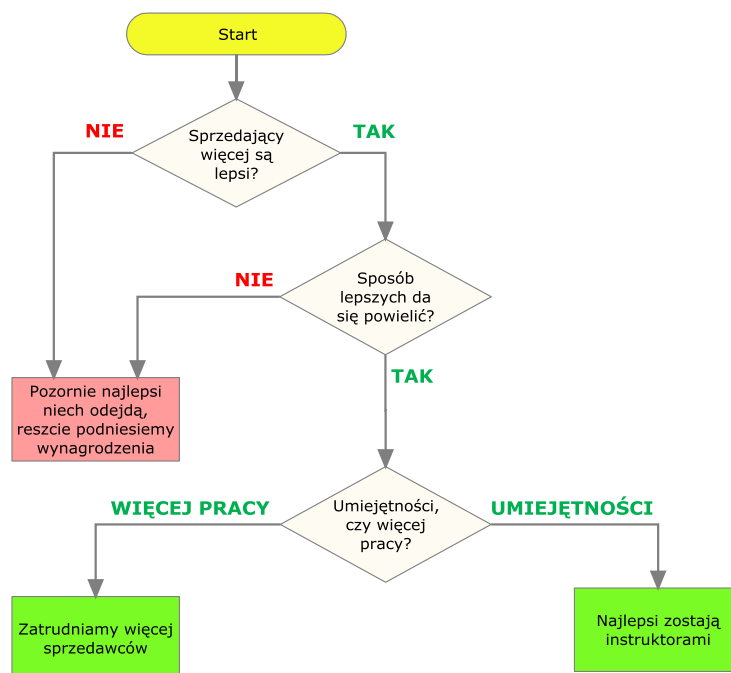 Start
NIE
TAK
Sprzedający
więcej są
lepsi?
NIE
Sposób
lepszych da
się powielić?
TAK
Pozornie najlepsi
niech odejdą,
reszcie podniesiemy
wynagrodzenia
WIĘCEJ PRACY
UMIEJĘTNOŚCI
Umiejętności,
czy więcej
pracy?
Zatrudniamy więcej
sprzedawców
Najlepsi zostają
instruktorami